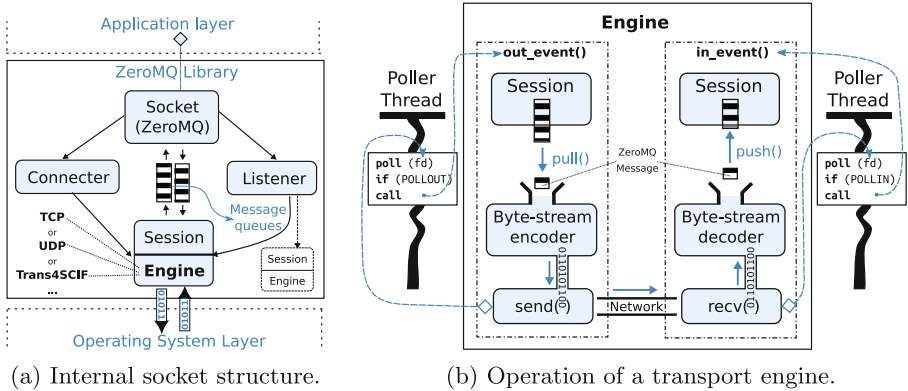 Application layer
ZeroMQ Library
Socket
(ZeroMQ)
Connecter
Listener
Message
queues
Session
Engine
TCP
or
UDP
or
Trans4SCIF
...
Session
Engine
01011
01011
Operating System Layer
(a) Internal socket structure.
Engine
out_event()
in_event()
Poller
Thread
poll (fd)
if (POLLOUT)
call
Session
pull()
ZeroMQ
Message
Byte-stream
encoder
0110101100
send()
Network
Session
push()
Byte-stream
decoder
0110101100
recv()
Poller
Thread
poll (fd)
if (POLLIN)
call
(b) Operation of a transport engine.